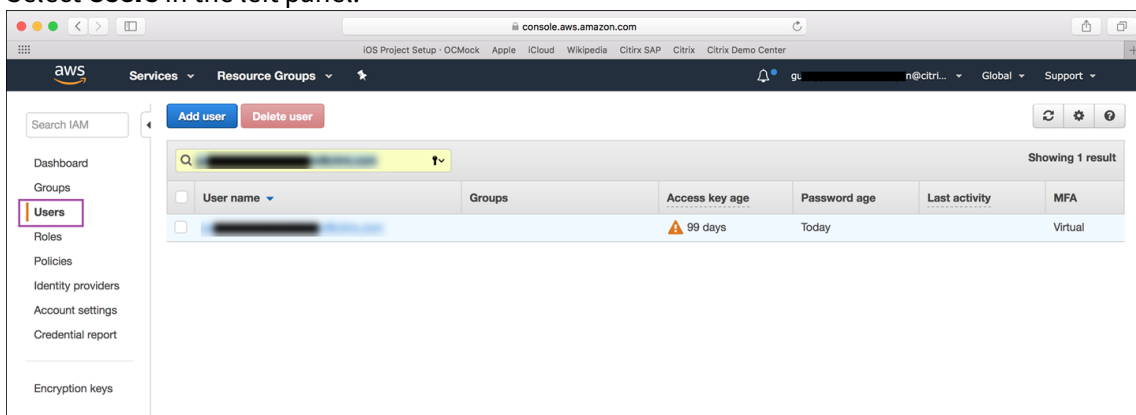 Select Users in the left panel.
console.aws.amazon.com
iOS Project Setup · OCMock Apple iCloud Wikipedia Citirx SAP Citrix Citrix Demo Center
aws Services Resource Groups gu n@citri... Global Support
Search IAM Add user Delete user
Dashboard Showing 1 result
Groups User name Groups Access key age Password age Last activity MFA
Users 99 days Today Virtual
Roles
Policies
Identity providers
Account settings
Credential report
Encryption keys